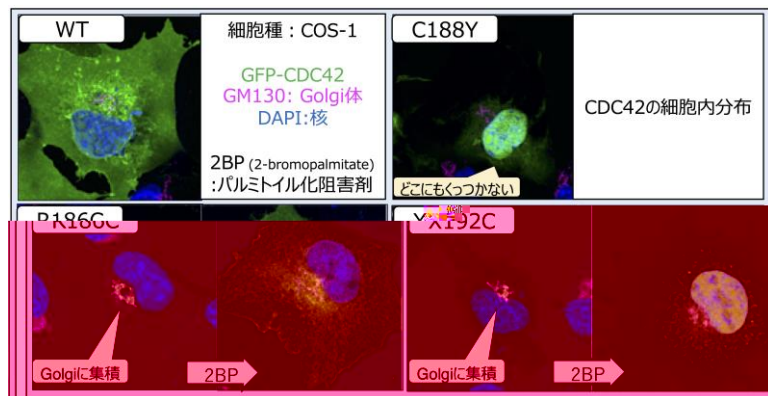 WT
細胞種：COS-1
GFP-CDC42
GM130: Golgi体
DAPI:核
2BP (2-bromopalmitate)
:パルミトイル化阻害剤
C188Y
どこにもくっつかない
CDC42の細胞内分布
R186C
Golgiに集積
2BP
192C
Golgiに集積
2BP